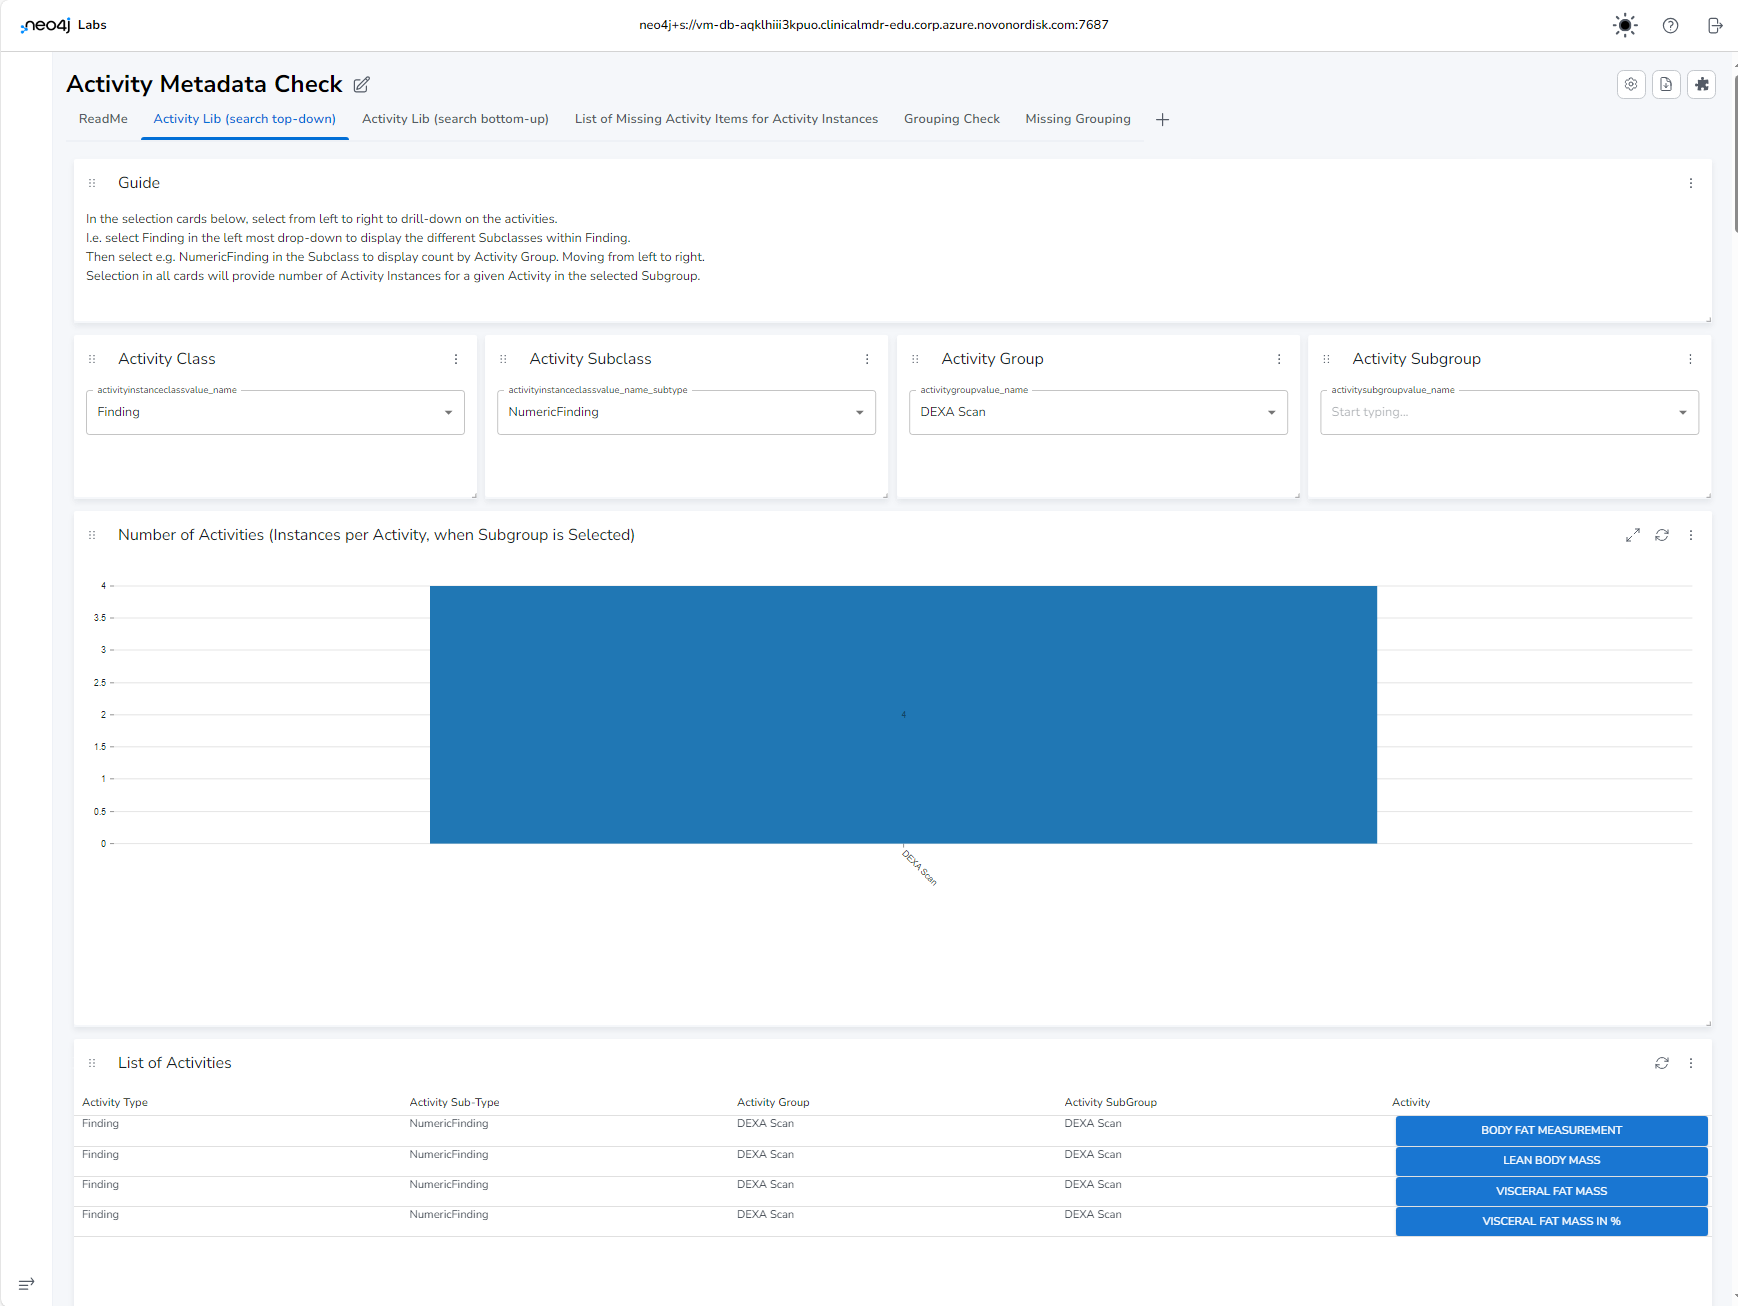 neo4j Labs
neo4j+s://vm-db-aqklhiii3kpuo.clinicalmdr-edu.corp.azure.novonordisk.com:7687
Activity Metadata Check
ReadMe
Activity Lib (search top-down)
Activity Lib (search bottom-up)
List of Missing Activity Items for Activity Instances
Grouping Check
Missing Grouping
Guide
In the selection cards below, select from left to right to drill-down on the activities.
I.e. select Finding in the left most drop-down to display the different Subclasses within Finding.
Then select e.g. NumericFinding in the Subclass to display count by Activity Group. Moving from left to right.
Selection in all cards will provide number of Activity Instances for a given Activity in the selected Subgroup.
Activity Class
activityinstanceclassvalue_name
Finding
Activity Subclass
activityinstanceclassvalue_name_subtype
NumericFinding
Activity Group
activitygroupvalue_name
DEXA Scan
Activity Subgroup
activitysubgroupvalue_name
Start typing...
Number of Activities (Instances per Activity, when Subgroup is Selected)
4
3.5
3
2.5
2
1.5
1
0.5
0
4
DEXA Scan
List of Activities
Activity Type Activity Sub-Type Activity Group Activity SubGroup Activity
Finding NumericFinding DEXA Scan DEXA Scan BODY FAT MEASUREMENT
Finding NumericFinding DEXA Scan DEXA Scan LEAN BODY MASS
Finding NumericFinding DEXA Scan DEXA Scan VISCERAL FAT MASS
Finding NumericFinding DEXA Scan DEXA Scan VISCERAL FAT MASS IN %